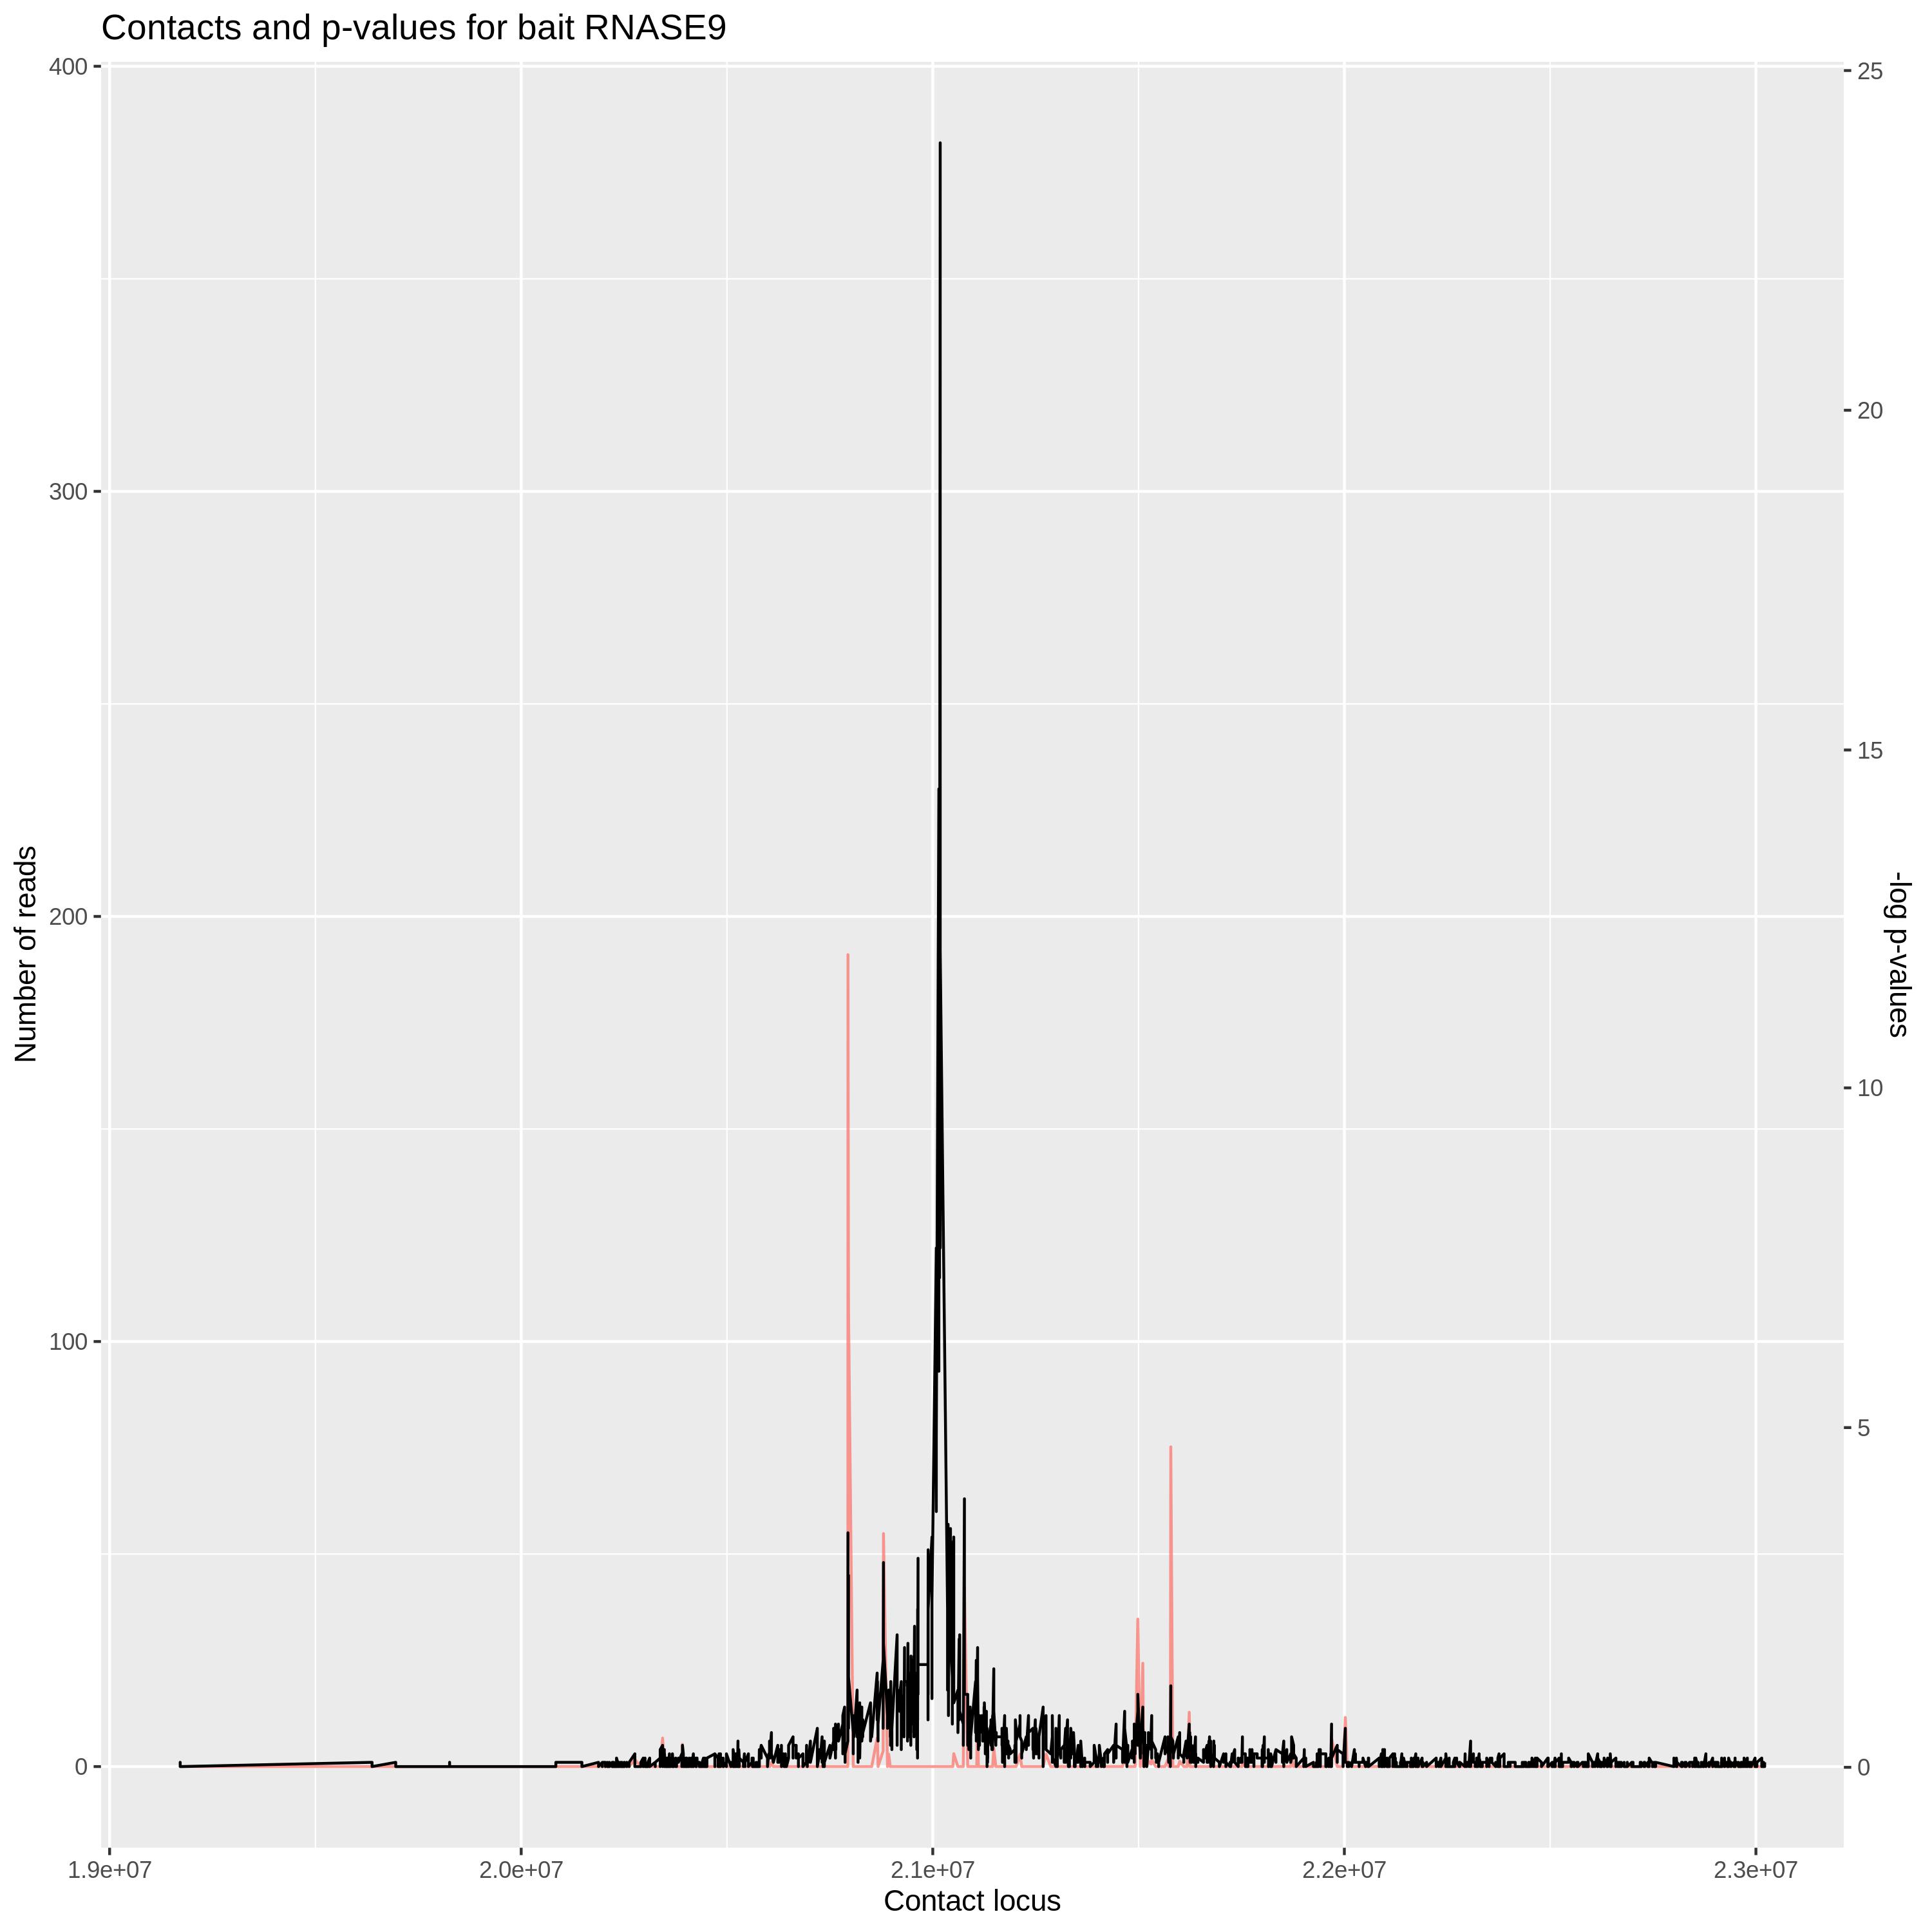 Contacts and p-values for bait RNASE9
400
300
200
100
0
Number of reads
25
20
15
10
5
0
-log p-values
1.9e+07 2.0e+07 2.1e+07 2.2e+07 2.3e+07
Contact locus